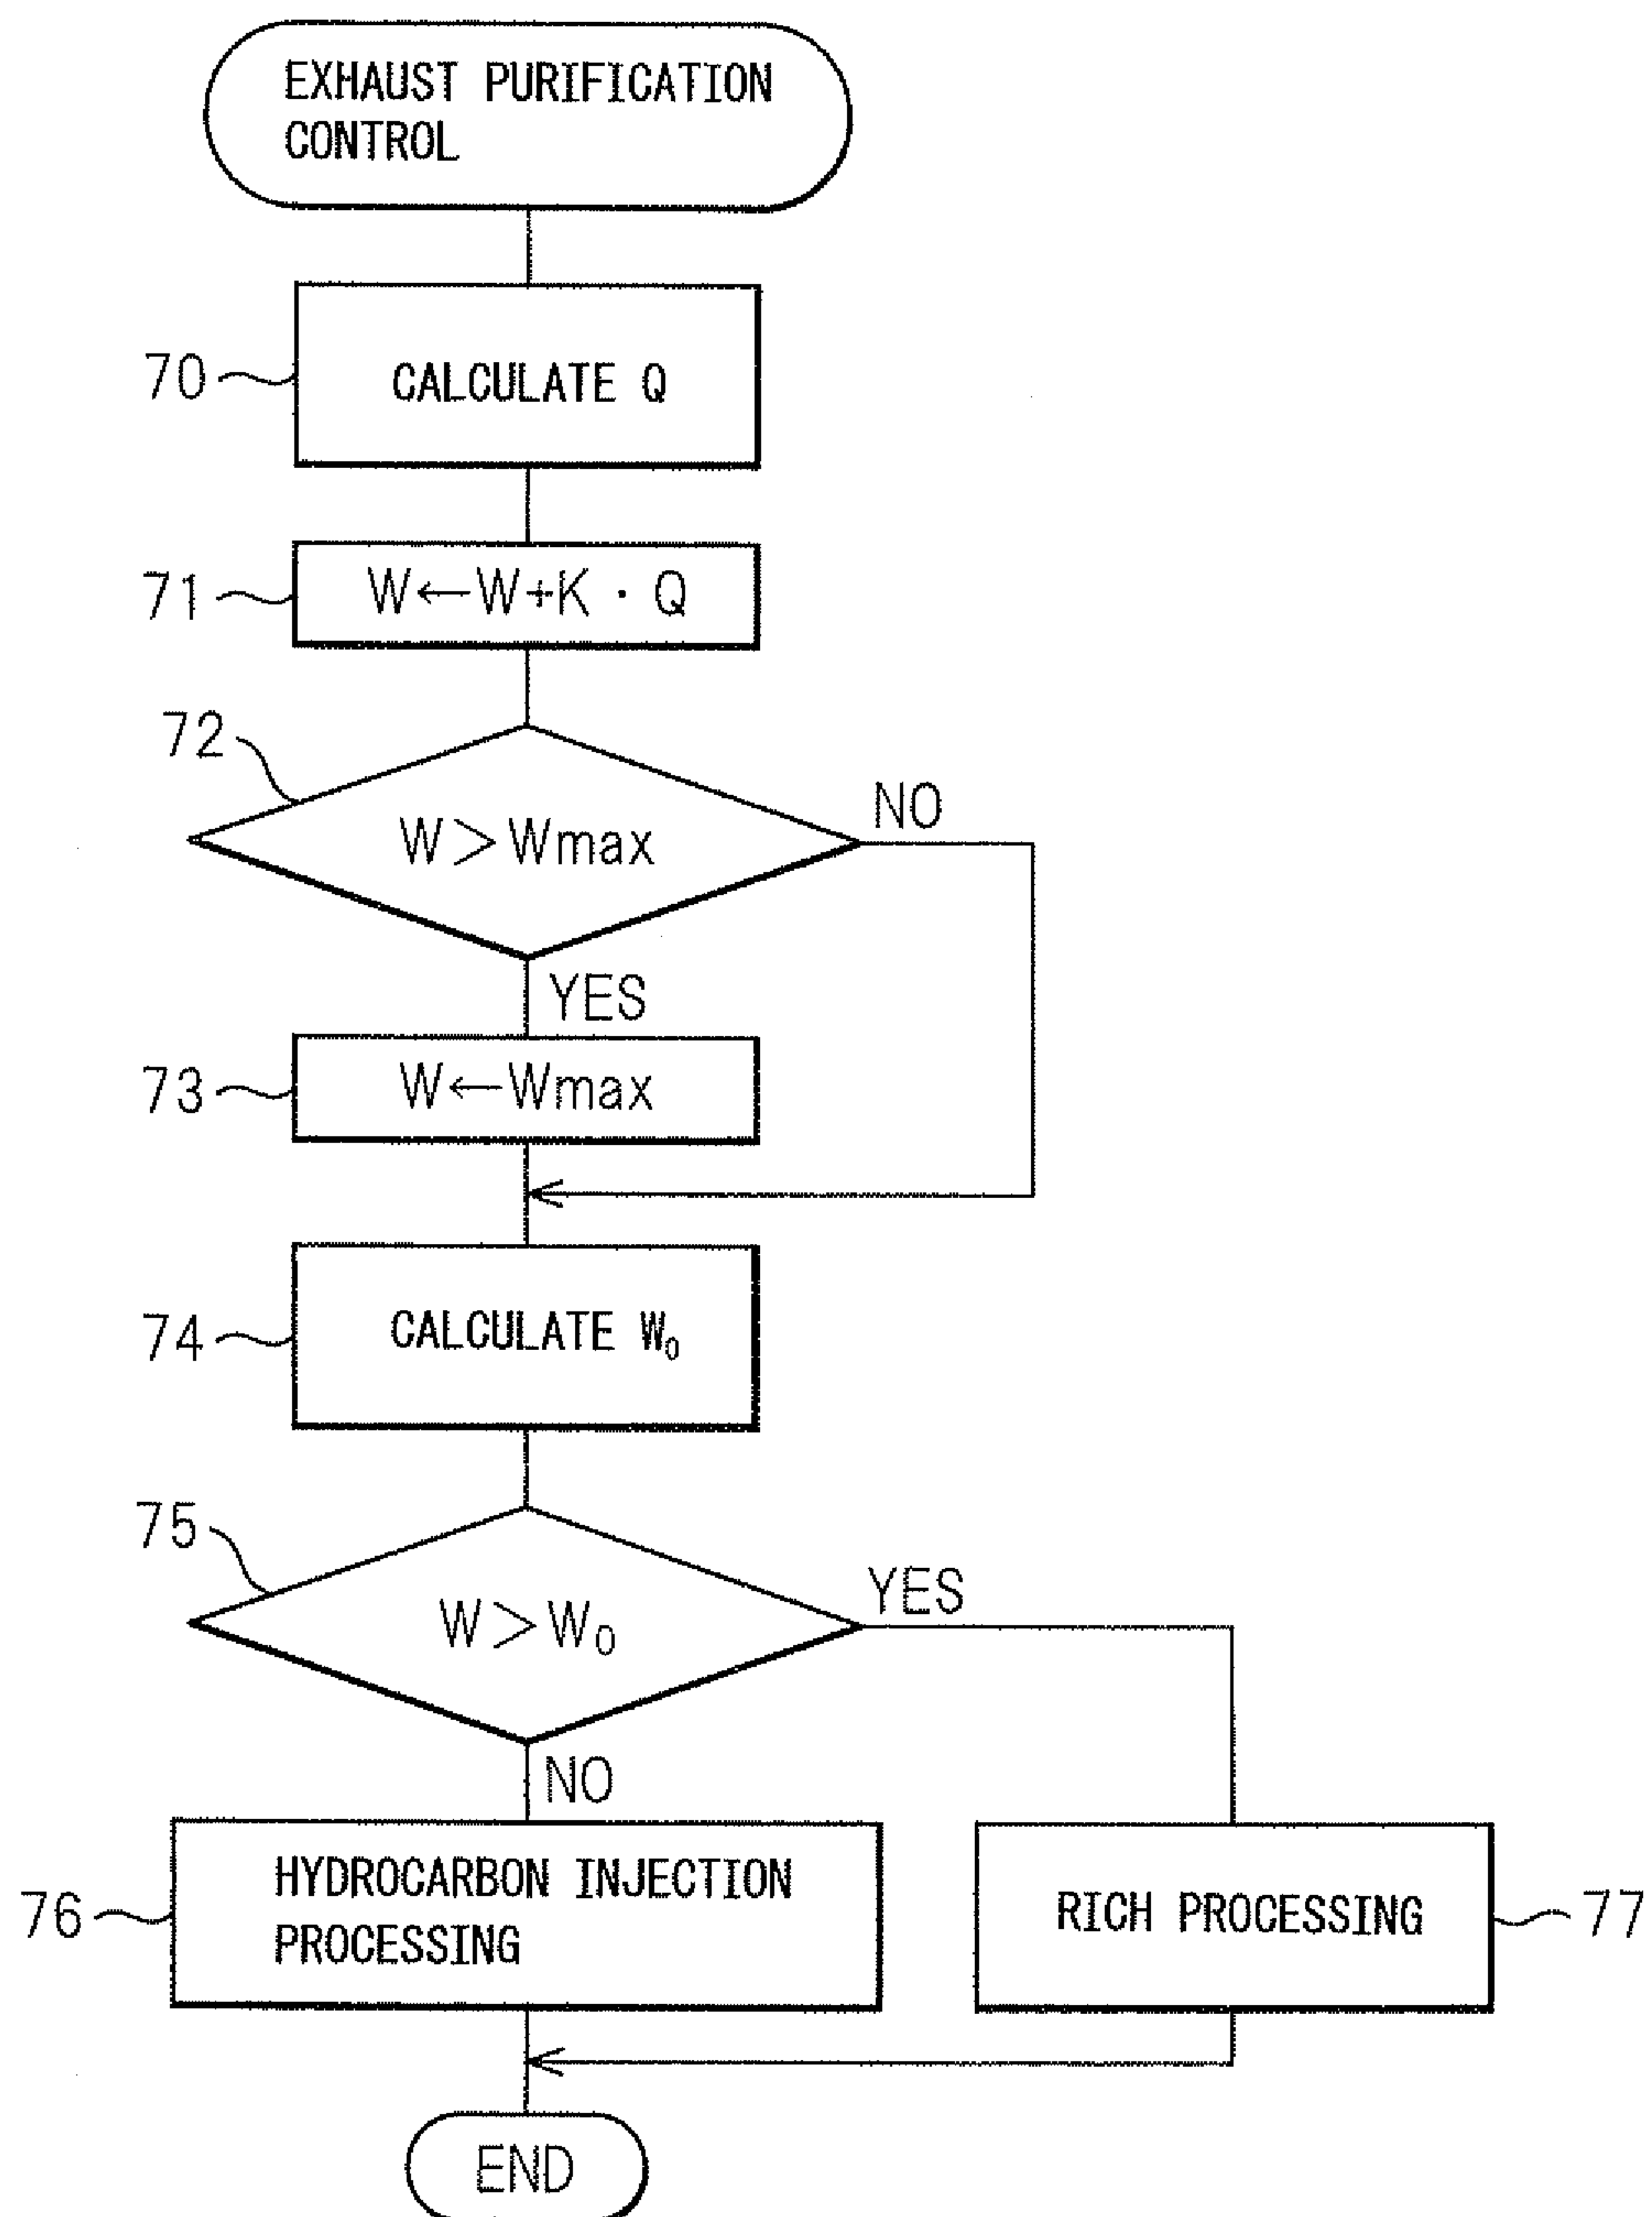 EXHAUST PURIFICATION
CONTROL
70
CALCULATE Q
71
W←W+K・Q
72
W>Wmax
NO
YES
73
W←Wmax
74
CALCULATE W₀
75
W>W₀
YES
NO
76
HYDROCARBON INJECTION
PROCESSING
RICH PROCESSING
77
END